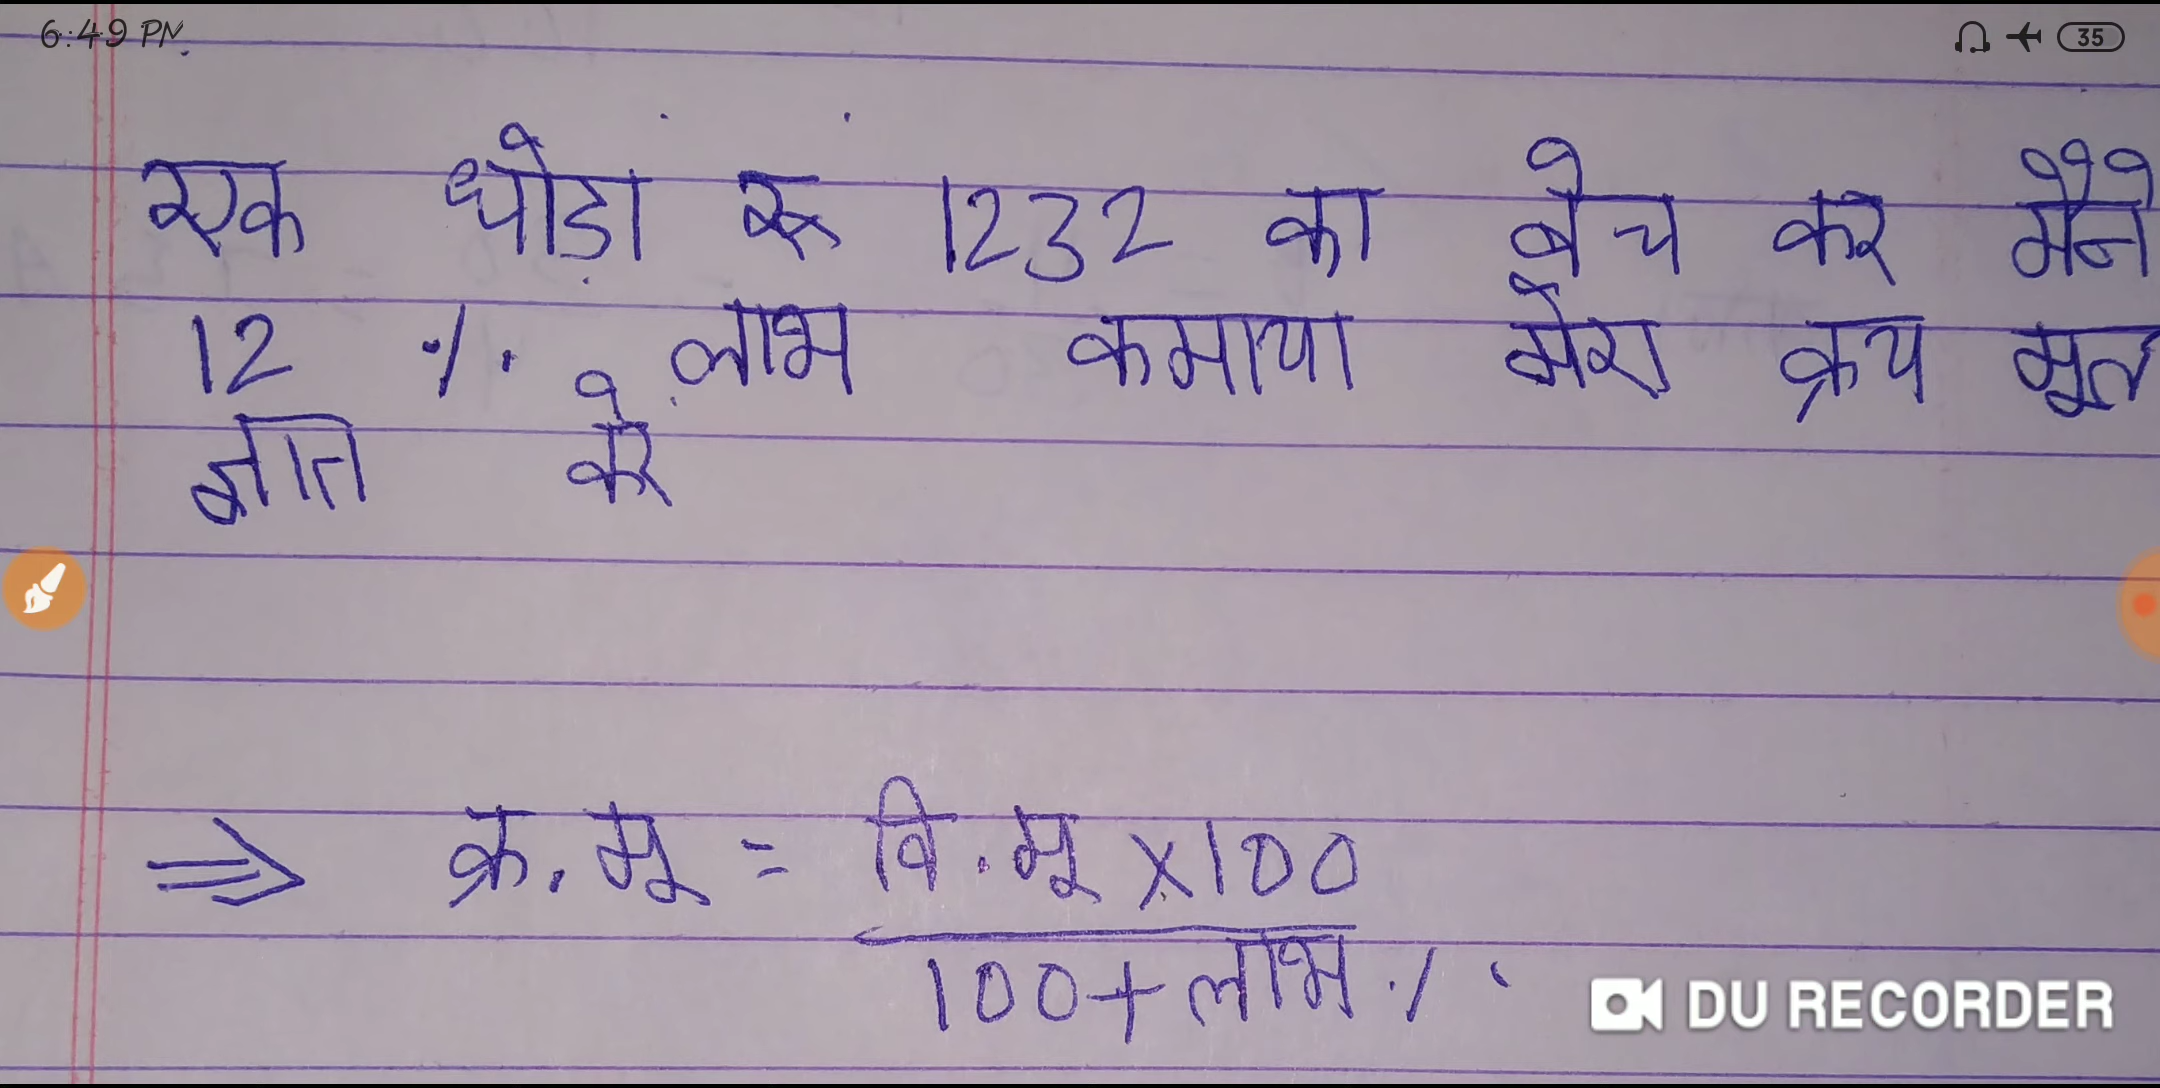 6:49 PM
35
एक घोड़ा रू 1232 का बेच कर मैने
12 ./. लाभ कमाया मेरा क्रय मूल
ज्ञात करे
⇒ क्र.मू = वि.मू ×100
100+लाभ ./.
DU RECORDER